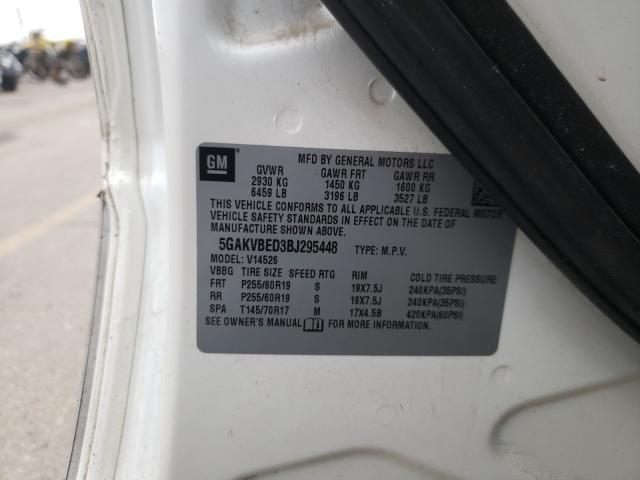 GM
MFD BY GENERAL MOTORS LLC
GVWR GAWR FRT GAWR RR
2930 KG 1450 KG 1600 KG
6459 LB 3196 LB 3527 LB
THIS VEHICLE CONFORMS TO ALL APPLICABLE U.S. FEDERAL MOTOR
VEHICLE SAFETY STANDARDS IN EFFECT ON THE DATE OF
MANUFACTURE SHOWN ABOVE.
5GAKVBED3BJ295448 TYPE: M.P.V.
MODEL: V14526
VBBG TIRE SIZE SPEED RTG RIM COLD TIRE PRESSURE
FRT P255/60R19 S 19X7.5J 240KPA(35PSI)
RR P255/60R19 S 19X7.5J 240KPA(35PSI)
SPA T145/70R17 M 17X4.5B 420KPA(60PSI)
SEE OWNER'S MANUAL FOR MORE INFORMATION.